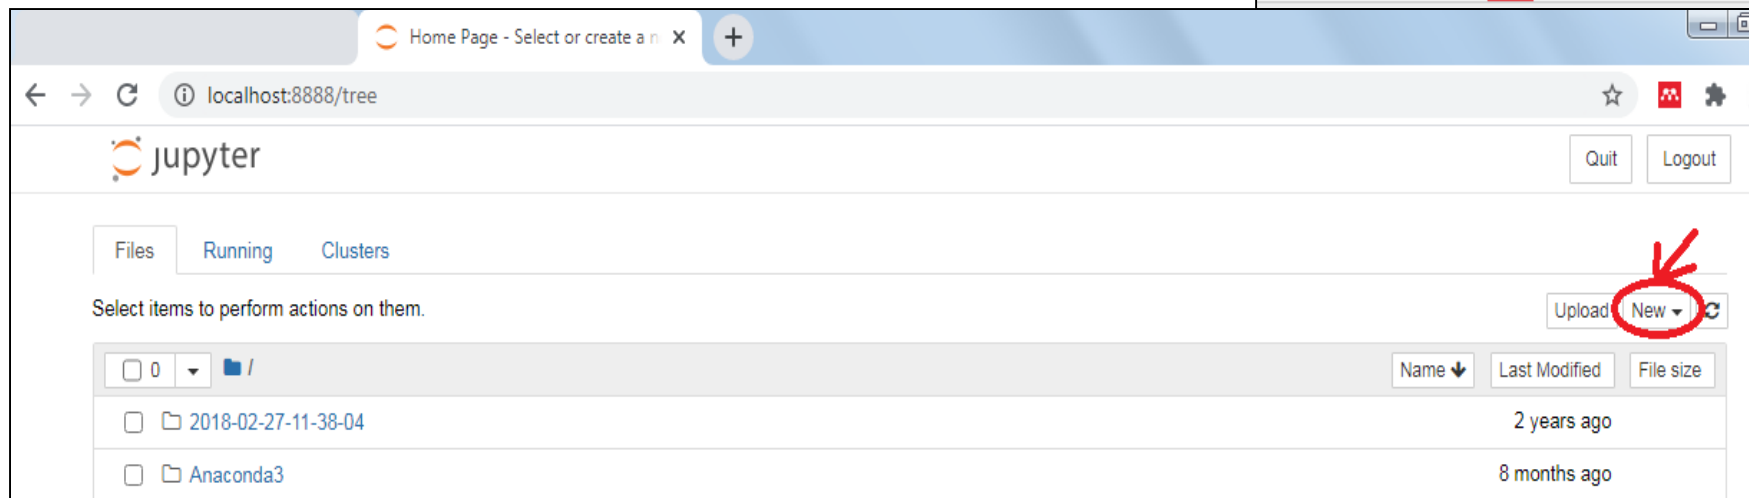 Home Page - Select or create a n
localhost:8888/tree
jupyter
Quit Logout
Files Running Clusters
Select items to perform actions on them.
Upload New
0 / Name Last Modified File size
2018-02-27-11-38-04 2 years ago
Anaconda3 8 months ago